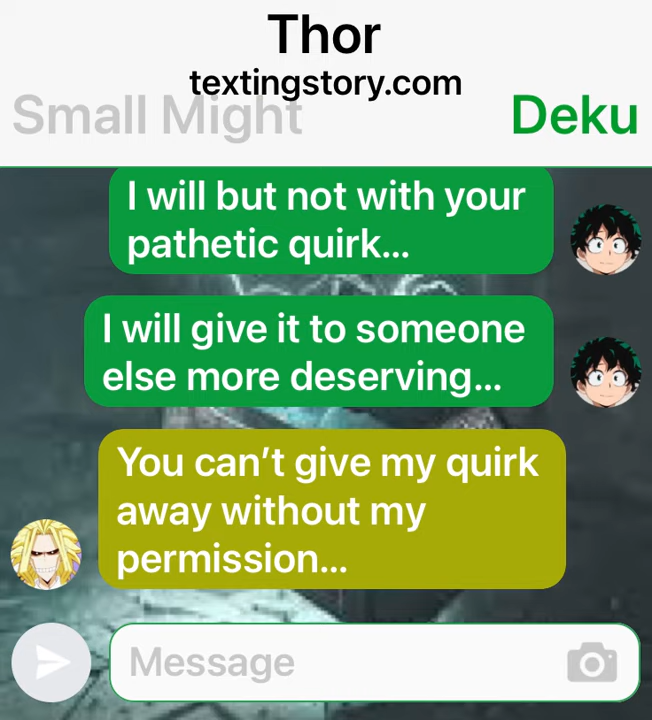 Thor
textingstory.com
Small Might Deku
I will but not with your
pathetic quirk...
I will give it to someone
else more deserving...
You can’t give my quirk
away without my
permission...
Message